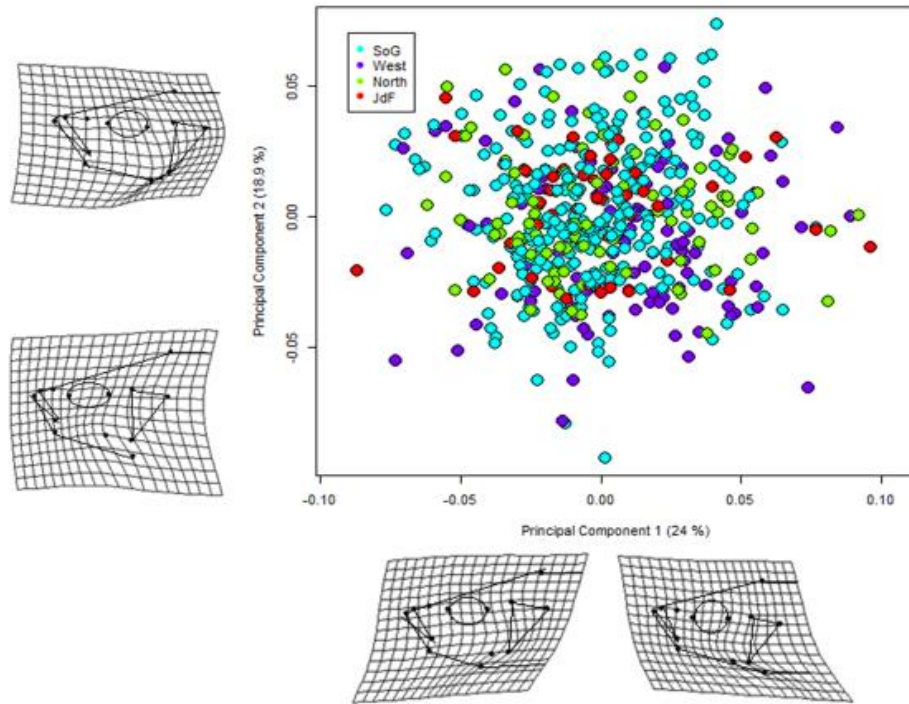 SoG
West
North
JdF
Principal Component 2 (18.9 %)
0.05
0.00
-0.05
-0.10
-0.05
0.00
0.05
0.10
Principal Component 1 (24 %)